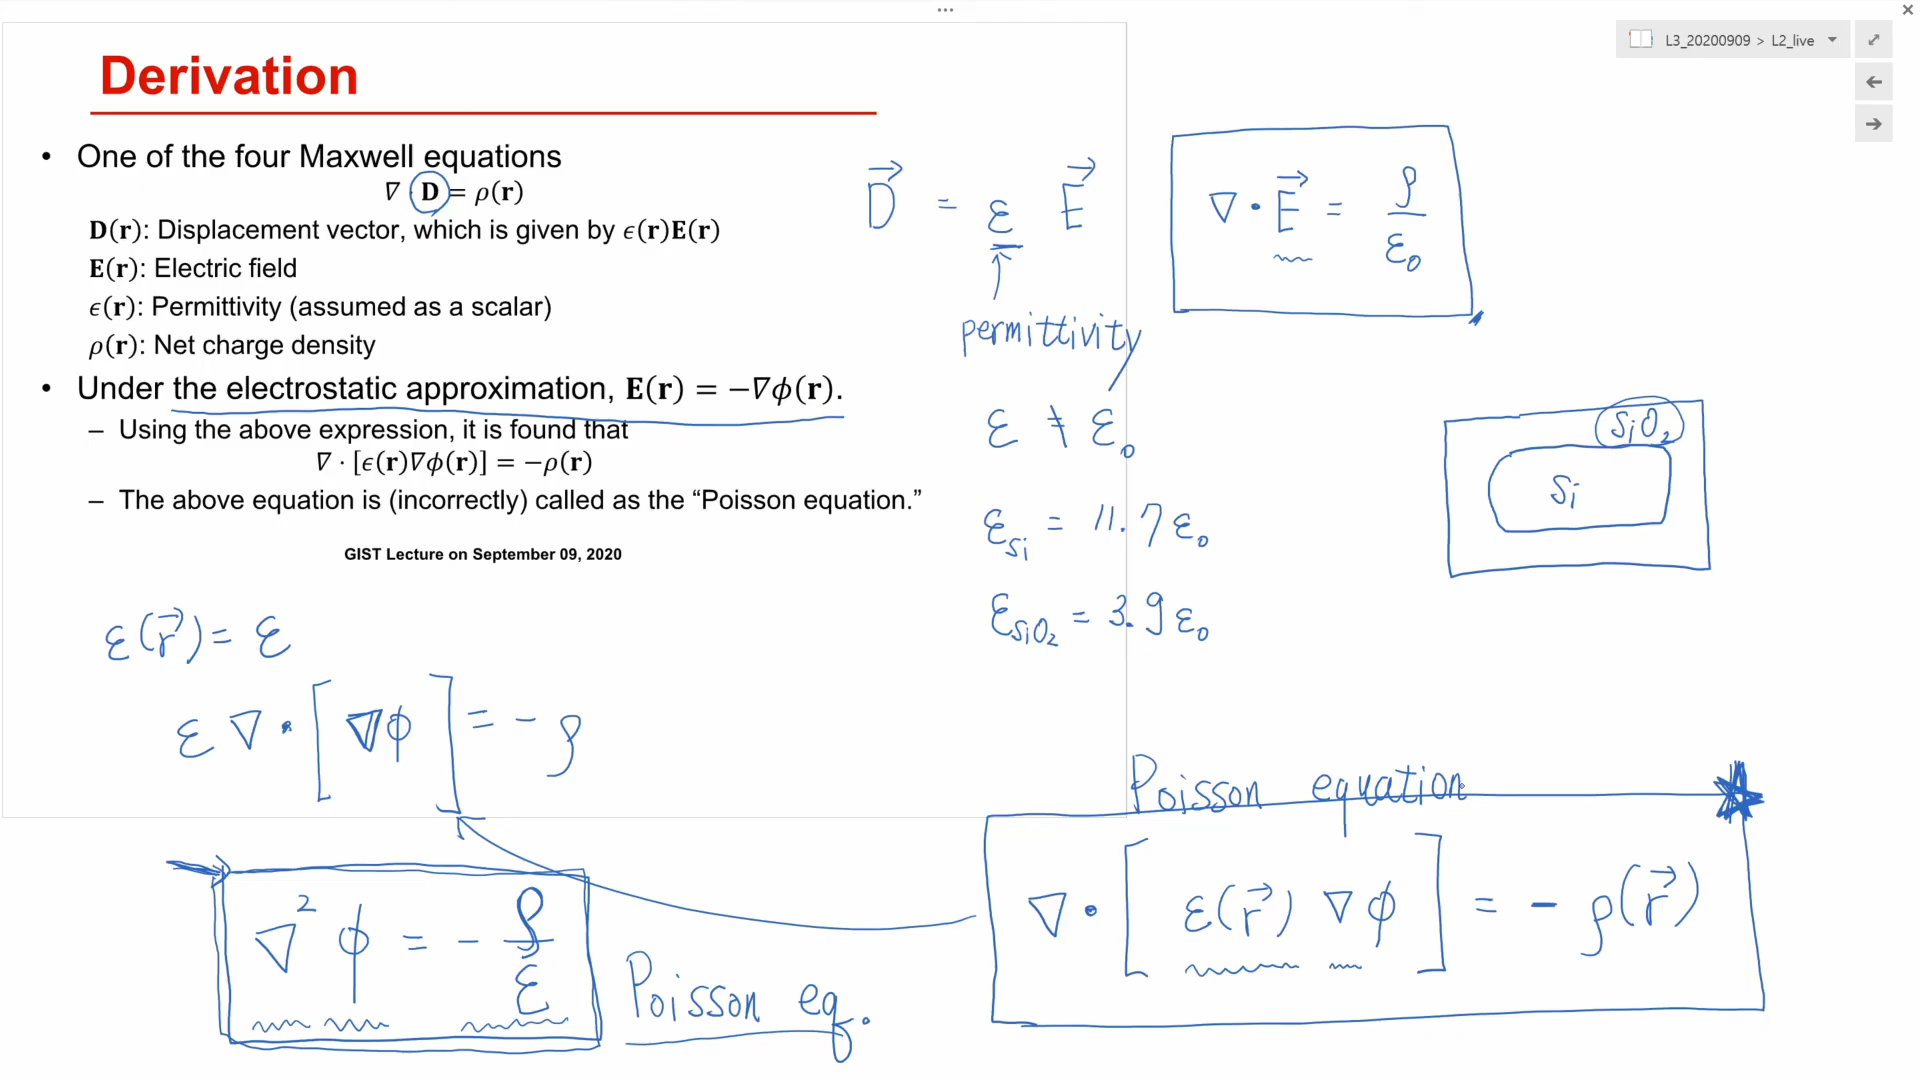 L3_20200909 > L2_live
Derivation
• One of the four Maxwell equations
∇ · D = ρ(r)
D(r): Displacement vector, which is given by ϵ(r)E(r)
E(r): Electric field
ϵ(r): Permittivity (assumed as a scalar)
ρ(r): Net charge density
• Under the electrostatic approximation, E(r) = −∇ϕ(r).
– Using the above expression, it is found that
∇ · [ϵ(r)∇ϕ(r)] = −ρ(r)
– The above equation is (incorrectly) called as the “Poisson equation.”
GIST Lecture on September 09, 2020
D⃗ = ε E⃗
permittivity
∇ · E⃗ = ρ/ε₀
ε ≠ ε₀
ε_Si = 11.7 ε₀
ε_SiO₂ = 3.9 ε₀
SiO₂
Si
ε(r⃗) = ε
ε ∇ · [∇ϕ] = − ρ
∇² ϕ = − ρ/ε
Poisson eq.
Poisson equation
∇ · [ε(r⃗) ∇ϕ] = − ρ(r⃗)